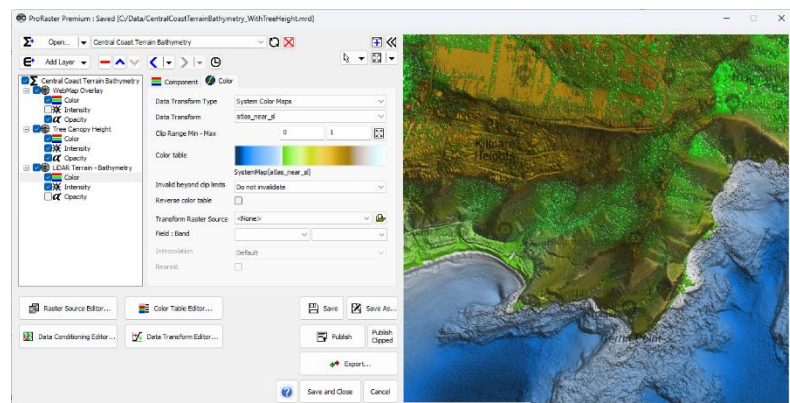 ProRaster Premium : Saved [C:/Data/CentralCoastTerrainBathymetry_WithTreeHeight.mrd]
Open... Central Coast Terrain Bathymetry
Add Layer
Central Coast Terrain Bathymetry
WebMap Overlay
Color
Intensity
Opacity
Tree Canopy Height
Color
Intensity
Opacity
LiDAR Terrain - Bathymetry
Color
Intensity
Opacity
Component Color
Data Transform Type System Color Maps
Data Transform atlas_near_sl
Clip Range Min - Max 0 1
Color table
SystemMap[atlas_near_sl]
Invalid beyond clip limits Do not invalidate
Reverse color table
Transform Raster Source <None>
Field : Band
Interpolation Default
Nearest
Raster Source Editor... Color Table Editor... Save Save As...
Data Conditioning Editor... Data Transform Editor... Publish Publish Clipped
Export...
Save and Close Cancel